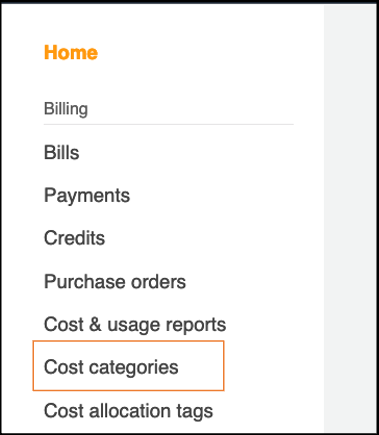 Home
Billing
Bills
Payments
Credits
Purchase orders
Cost & usage reports
Cost categories
Cost allocation tags